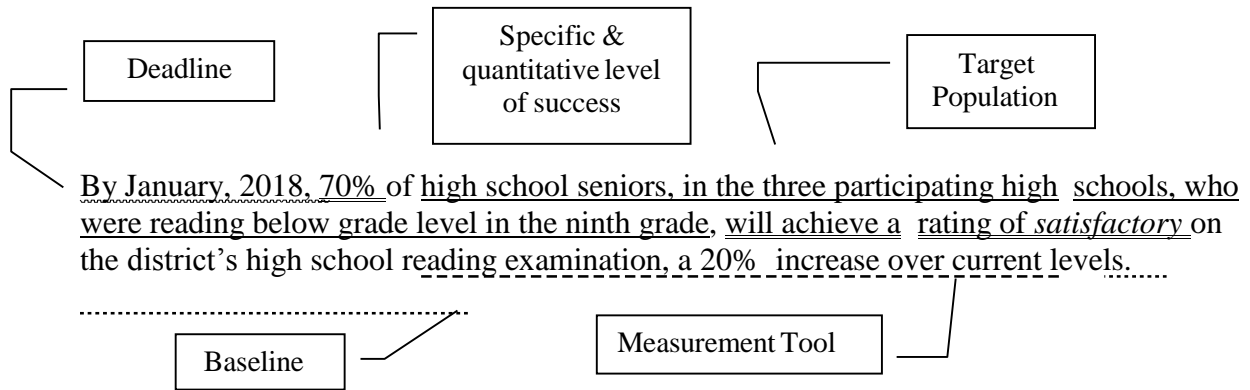 Deadline
Specific &
quantitative level
of success
Target
Population
By January, 2018, 70% of high school seniors, in the three participating high schools, who
were reading below grade level in the ninth grade, will achieve a rating of satisfactory on
the district's high school reading examination, a 20% increase over current levels.
Baseline
Measurement Tool